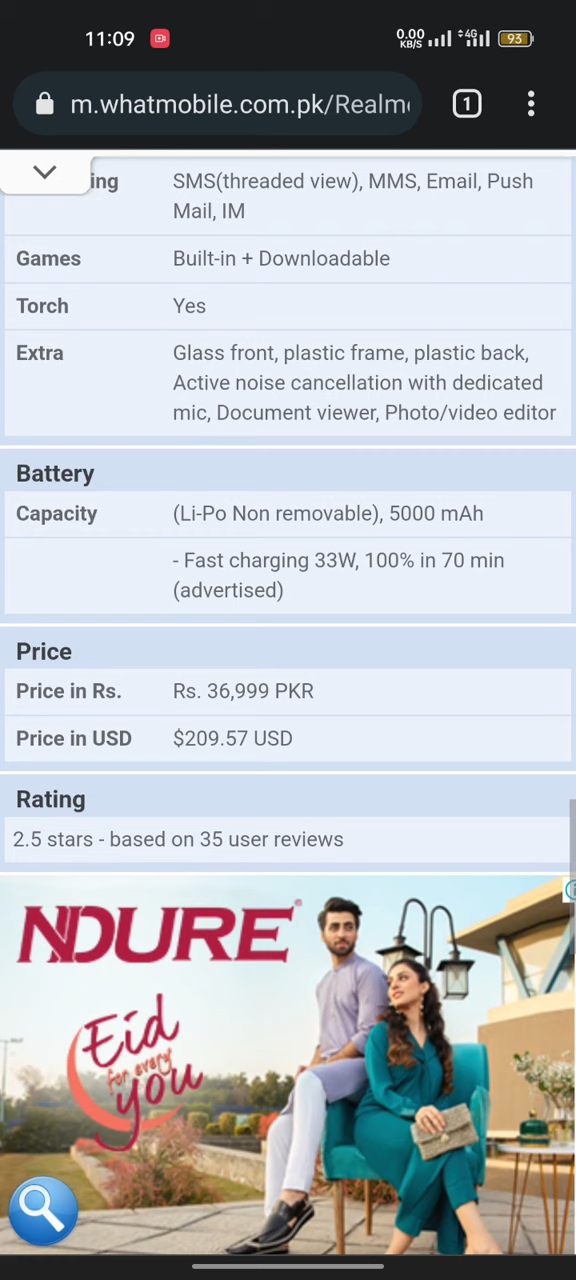 11:09
0.00 KB/S 4G 93
m.whatmobile.com.pk/Realm
1
ing SMS(threaded view), MMS, Email, Push
Mail, IM
Games Built-in + Downloadable
Torch Yes
Extra Glass front, plastic frame, plastic back,
Active noise cancellation with dedicated
mic, Document viewer, Photo/video editor
Battery
Capacity (Li-Po Non removable), 5000 mAh
- Fast charging 33W, 100% in 70 min
(advertised)
Price
Price in Rs. Rs. 36,999 PKR
Price in USD $209.57 USD
Rating
2.5 stars - based on 35 user reviews
NDURE®
Eid
for every
you